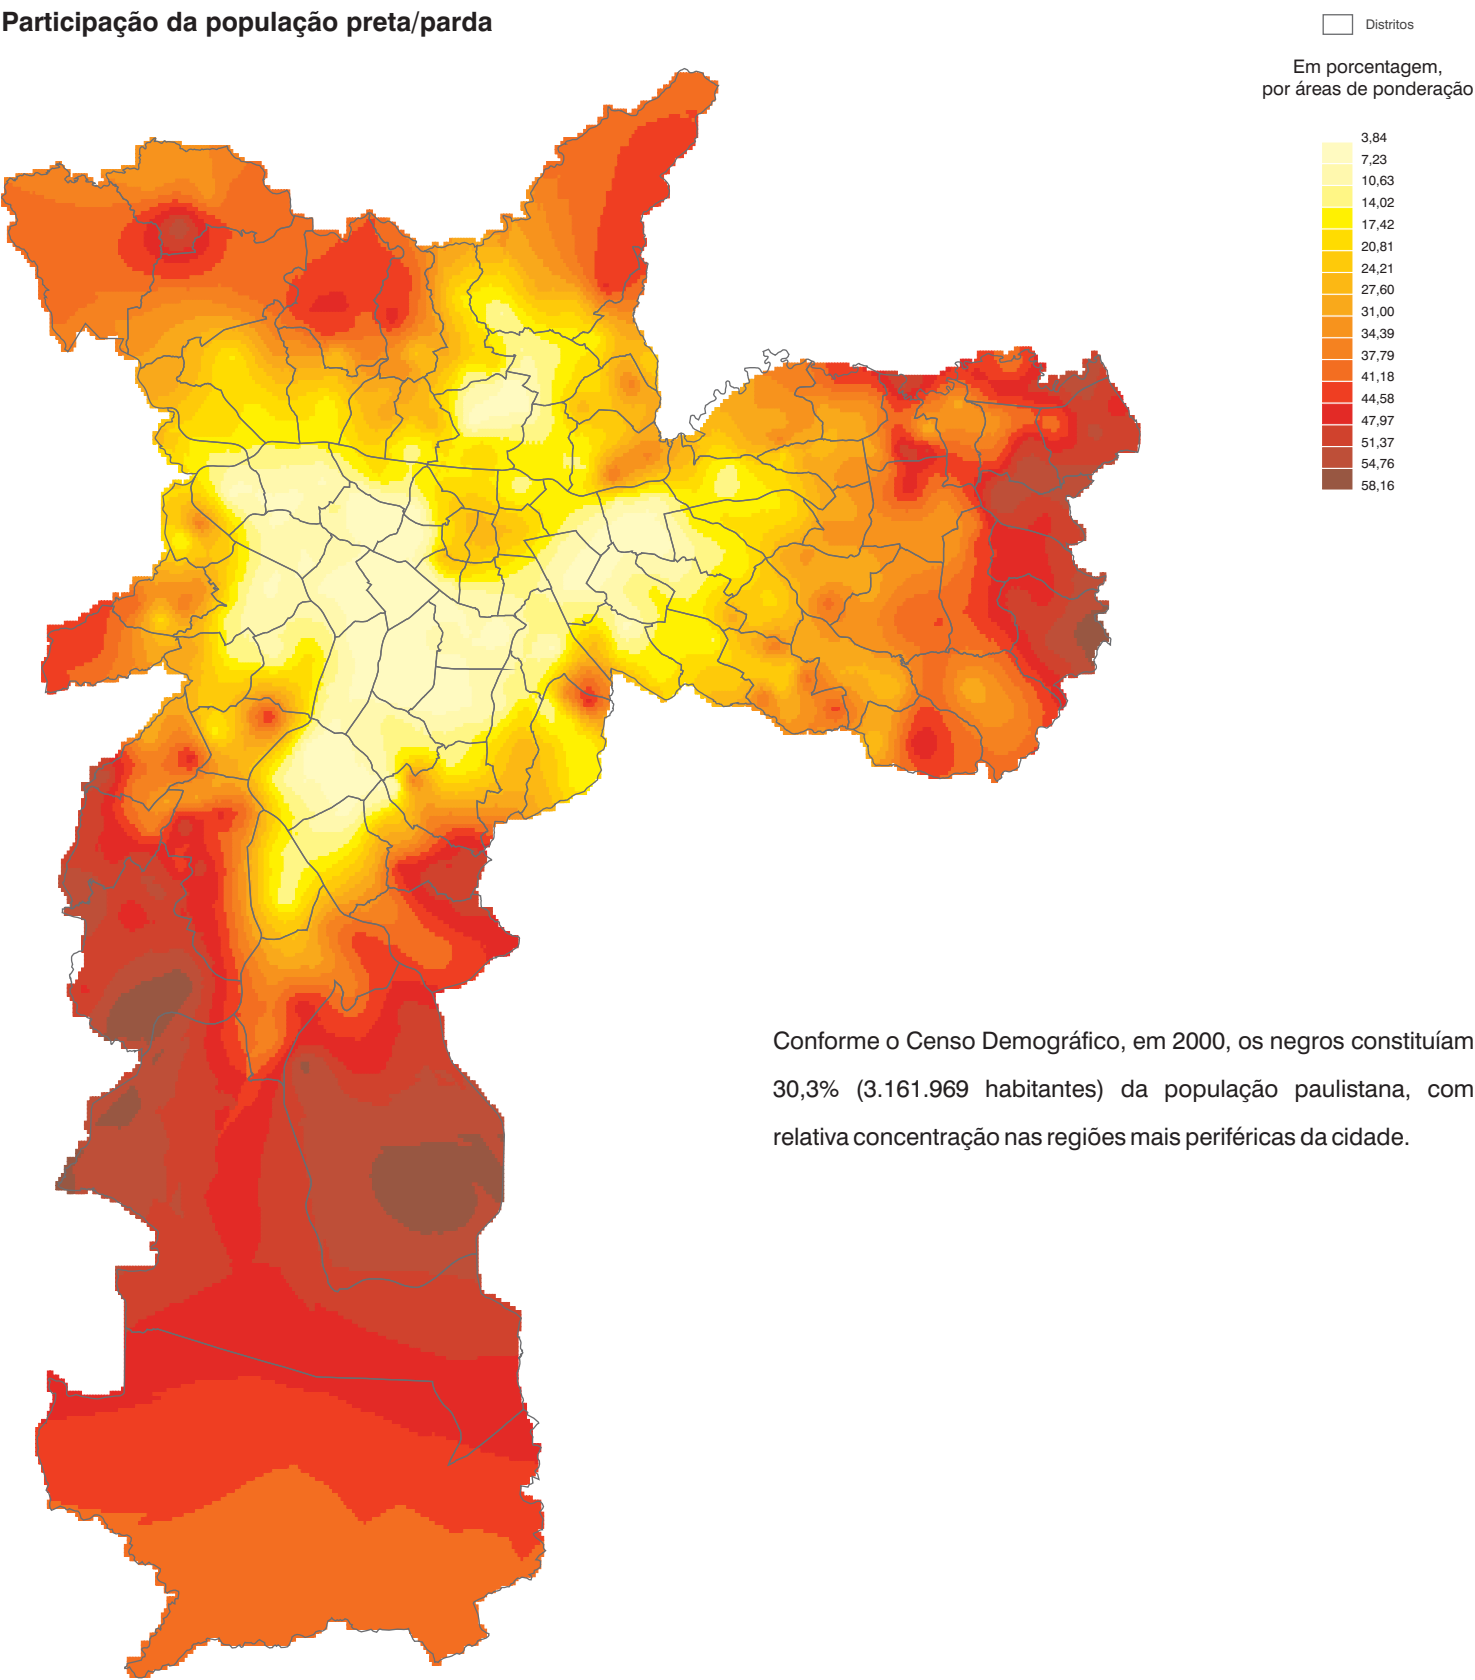 Participação da população preta/parda
Distritos
Em porcentagem,
por áreas de ponderação
3,84
7,23
10,63
14,02
17,42
20,81
24,21
27,60
31,00
34,39
37,79
41,18
44,58
47,97
51,37
54,76
58,16
Conforme o Censo Demográfico, em 2000, os negros constituíam
30,3% (3.161.969 habitantes) da população paulistana, com
relativa concentração nas regiões mais periféricas da cidade.